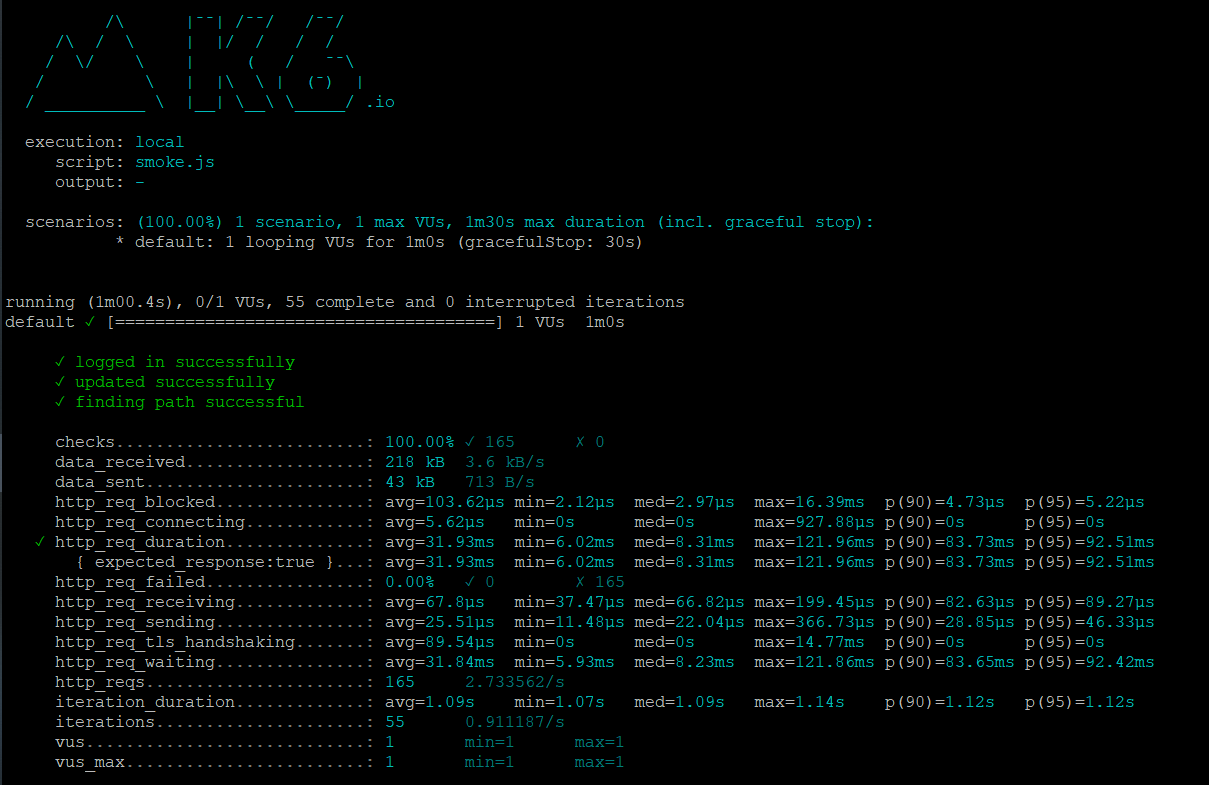 /\      |‾‾| /‾‾/   /‾‾/
     /\  /  \     |  |/  /   /  /
    /  \/    \    |     (   /   ‾‾\
   /          \   |  |\  \ |  (‾)  |
  / __________ \  |__| \__\ \_____/ .io
execution: local
script: smoke.js
output: -
scenarios: (100.00%) 1 scenario, 1 max VUs, 1m30s max duration (incl. graceful stop):
* default: 1 looping VUs for 1m0s (gracefulStop: 30s)
running (1m00.4s), 0/1 VUs, 55 complete and 0 interrupted iterations
default ✓ [======================================] 1 VUs  1m0s
✓ logged in successfully
✓ updated successfully
✓ finding path successful
checks.........................: 100.00% ✓ 165      ✗ 0
data_received..................: 218 kB  3.6 kB/s
data_sent......................: 43 kB   713 B/s
http_req_blocked...............: avg=103.62µs min=2.12µs  med=2.97µs  max=16.39ms  p(90)=4.73µs  p(95)=5.22µs
http_req_connecting............: avg=5.62µs   min=0s      med=0s      max=927.88µs p(90)=0s      p(95)=0s
✓ http_req_duration..............: avg=31.93ms  min=6.02ms  med=8.31ms  max=121.96ms p(90)=83.73ms p(95)=92.51ms
{ expected_response:true }...: avg=31.93ms  min=6.02ms  med=8.31ms  max=121.96ms p(90)=83.73ms p(95)=92.51ms
http_req_failed................: 0.00%   ✓ 0        ✗ 165
http_req_receiving.............: avg=67.8µs   min=37.47µs med=66.82µs max=199.45µs p(90)=82.63µs p(95)=89.27µs
http_req_sending...............: avg=25.51µs  min=11.48µs med=22.04µs max=366.73µs p(90)=28.85µs p(95)=46.33µs
http_req_tls_handshaking.......: avg=89.54µs  min=0s      med=0s      max=14.77ms  p(90)=0s      p(95)=0s
http_req_waiting...............: avg=31.84ms  min=5.93ms  med=8.23ms  max=121.86ms p(90)=83.65ms p(95)=92.42ms
http_reqs......................: 165     2.733562/s
iteration_duration.............: avg=1.09s    min=1.07s   med=1.09s   max=1.14s    p(90)=1.12s   p(95)=1.12s
iterations.....................: 55      0.911187/s
vus............................: 1       min=1      max=1
vus_max........................: 1       min=1      max=1